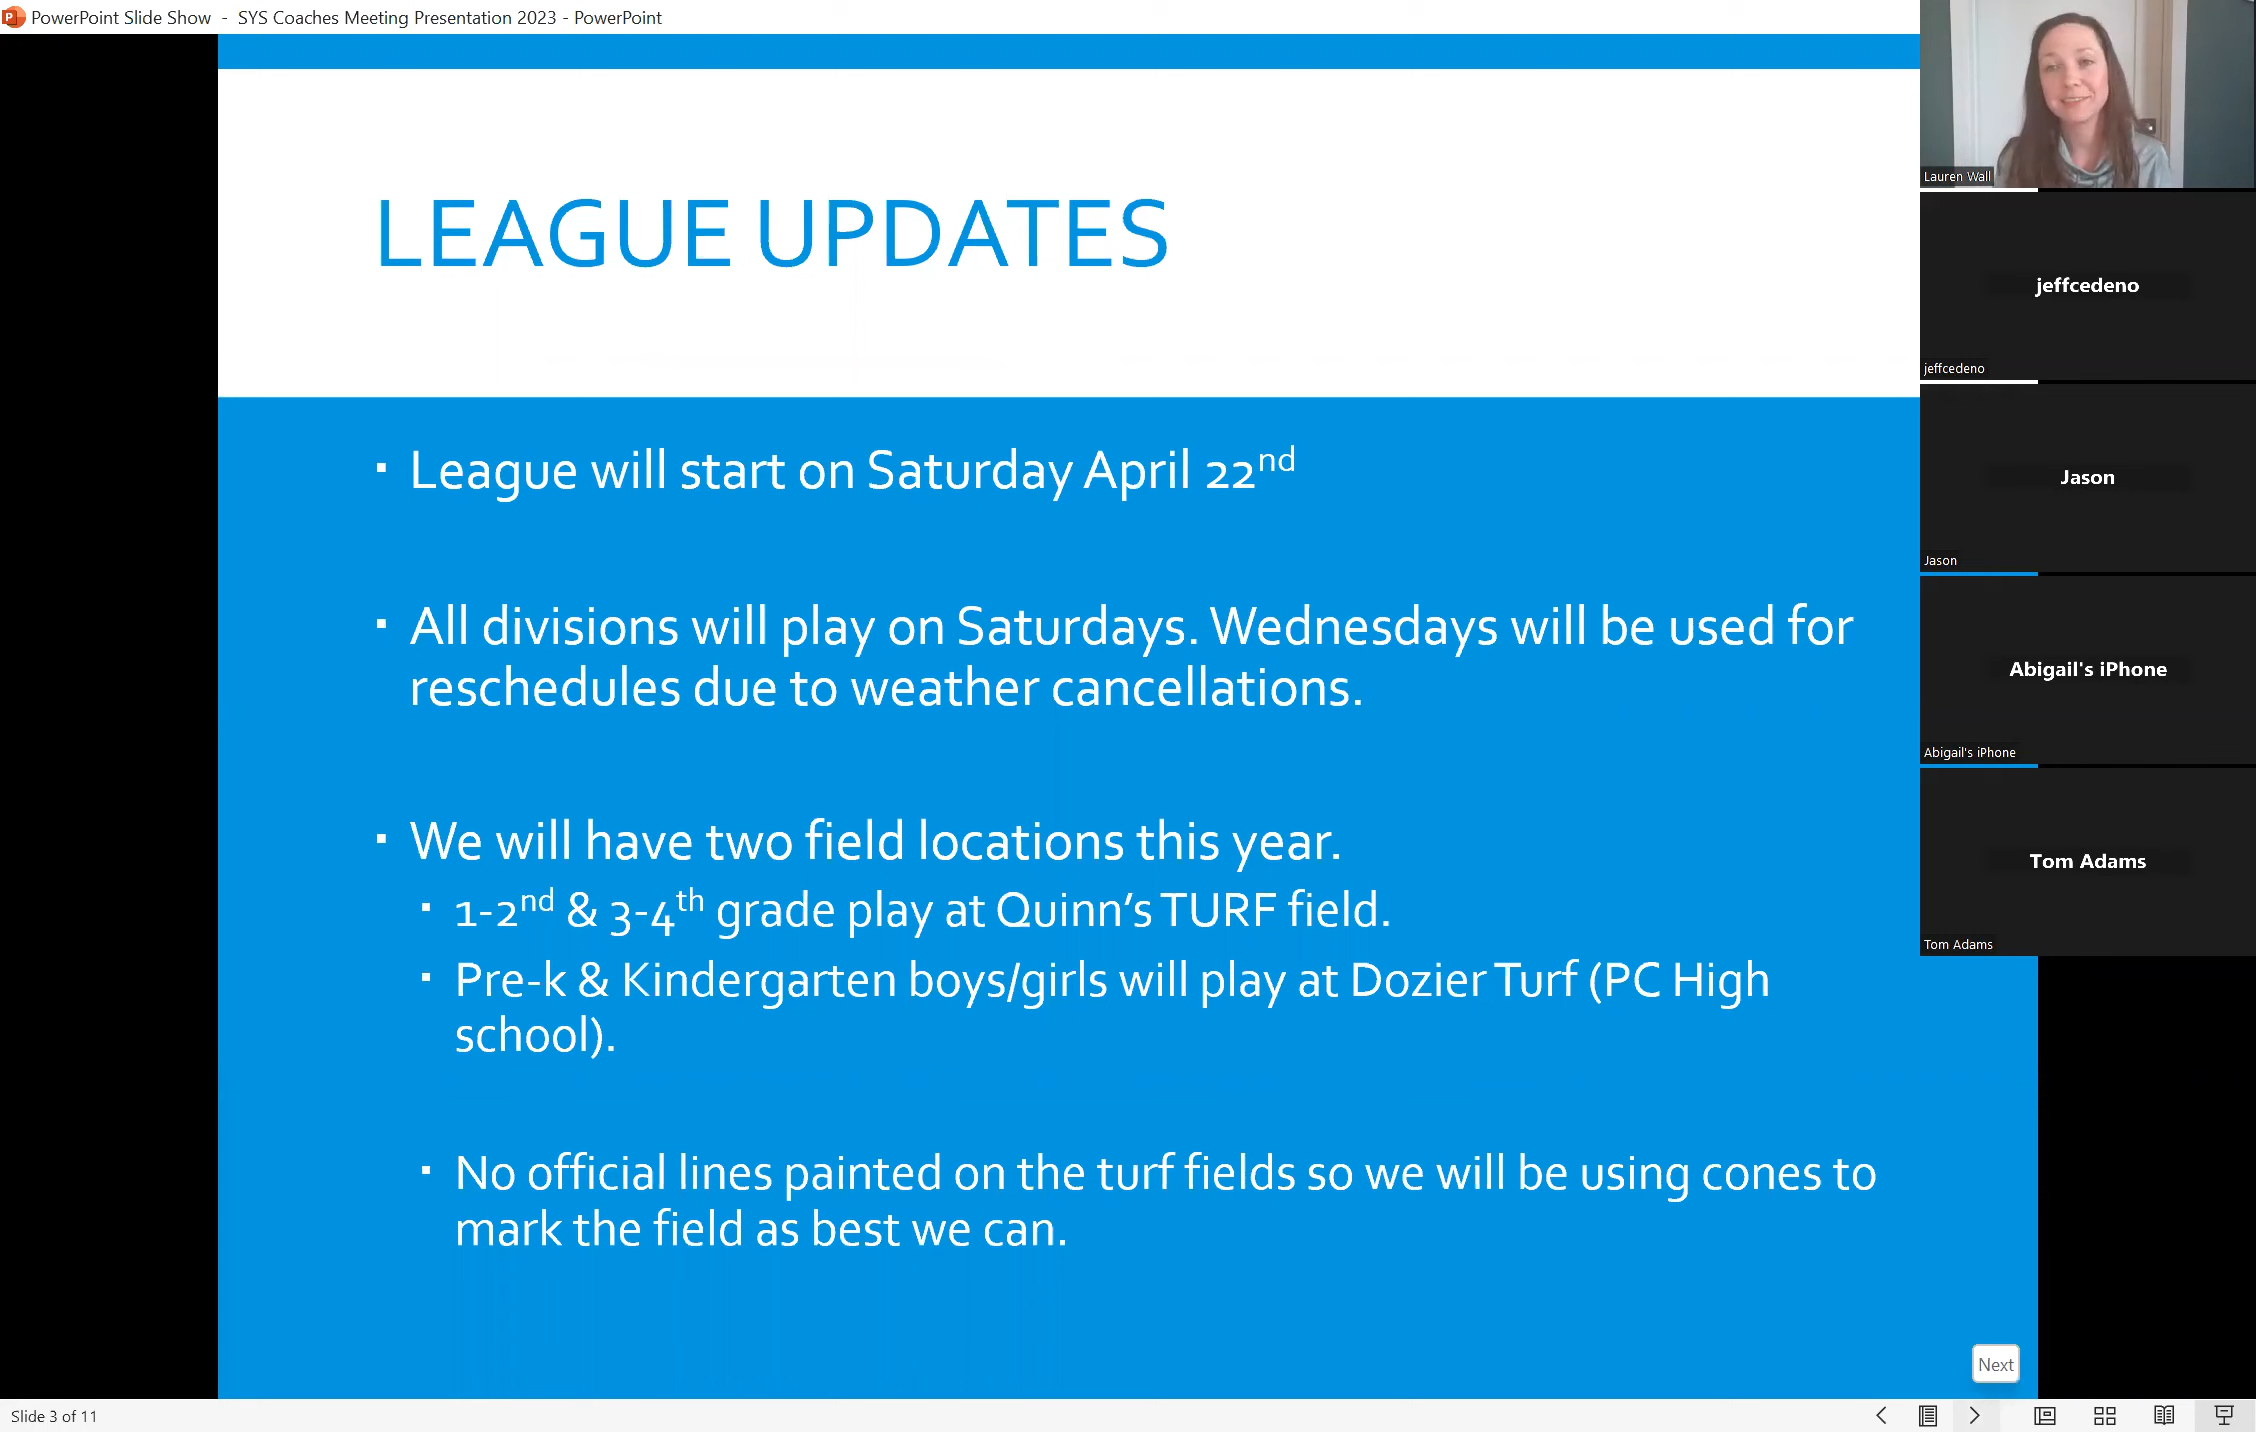 PowerPoint Slide Show - SYS Coaches Meeting Presentation 2023 - PowerPoint
LEAGUE UPDATES
▪ League will start on Saturday April 22nd
▪ All divisions will play on Saturdays. Wednesdays will be used for
reschedules due to weather cancellations.
▪ We will have two field locations this year.
▪ 1-2nd & 3-4th grade play at Quinn’s TURF field.
▪ Pre-k & Kindergarten boys/girls will play at Dozier Turf (PC High
school).
▪ No official lines painted on the turf fields so we will be using cones to
mark the field as best we can.
Lauren Wall
jeffcedeno
jeffcedeno
Jason
Jason
Abigail's iPhone
Abigail's iPhone
Tom Adams
Tom Adams
Next
Slide 3 of 11